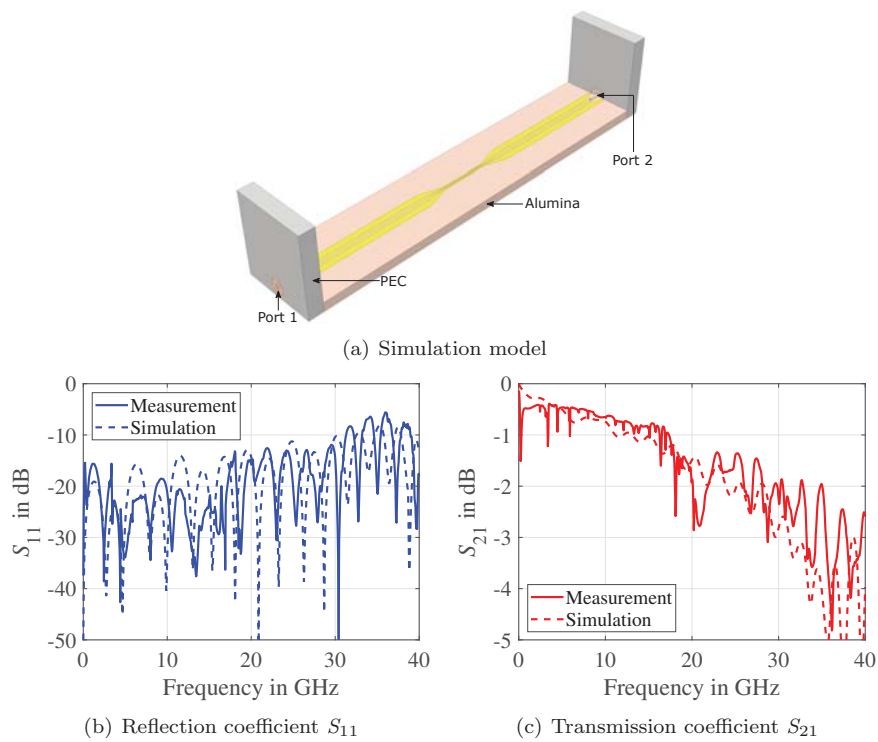 Port 2
Alumina
PEC
Port 1
(a) Simulation model
0
-10
-20
-30
-40
-50
S11 in dB
Measurement
Simulation
0 10 20 30 40
Frequency in GHz
(b) Reflection coefficient S11
0
-1
-2
-3
-4
-5
S21 in dB
Measurement
Simulation
0 10 20 30 40
Frequency in GHz
(c) Transmission coefficient S21